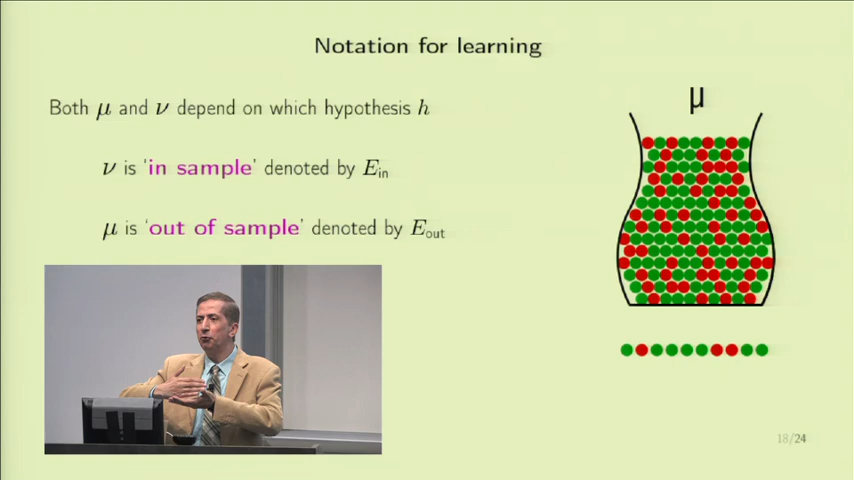 Notation for learning
Both μ and ν depend on which hypothesis h
ν is ‘in sample’ denoted by E_in
μ is ‘out of sample’ denoted by E_out
μ
18/24